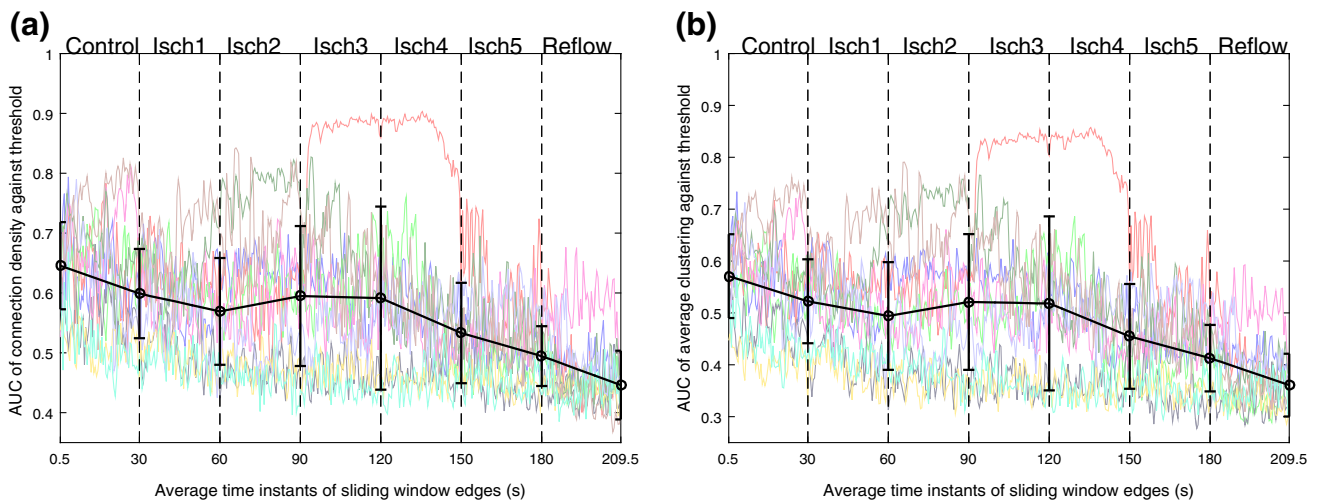 (a)
Control Isch1 Isch2 Isch3 Isch4 Isch5 Reflow
1
0.9
0.8
0.7
0.6
0.5
0.4
AUC of connection density against threshold
0.5 30 60 90 120 150 180 209.5
Average time instants of sliding window edges (s)
(b)
Control Isch1 Isch2 Isch3 Isch4 Isch5 Reflow
1
0.9
0.8
0.7
0.6
0.5
0.4
0.3
AUC of average clustering against threshold
0.5 30 60 90 120 150 180 209.5
Average time instants of sliding window edges (s)